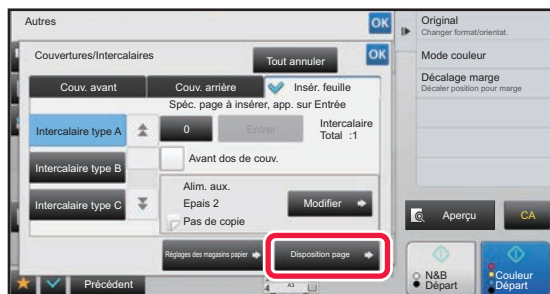 Autres
OK
Couvertures/Intercalaires
Tout annuler
OK
Couv. avant
Couv. arrière
Insér. feuille
Spéc. page à insérer, app. sur Entrée
Intercalaire type A
0
Entrer
Intercalaire
Total :1
Intercalaire type B
Avant dos de couv.
Alim. aux.
Intercalaire type C
Epais 2
Modifier
Pas de copie
Réglages des magasins papier
Disposition page
Précédent
A3
Original
Changer format/orientat.
Mode couleur
Décalage marge
Décaler position pour marge
Aperçu
CA
N&B
Départ
Couleur
Départ